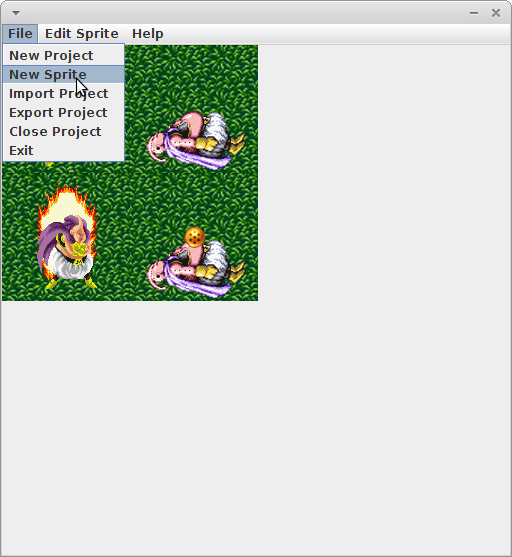 File Edit Sprite Help
New Project
New Sprite
Import Project
Export Project
Close Project
Exit